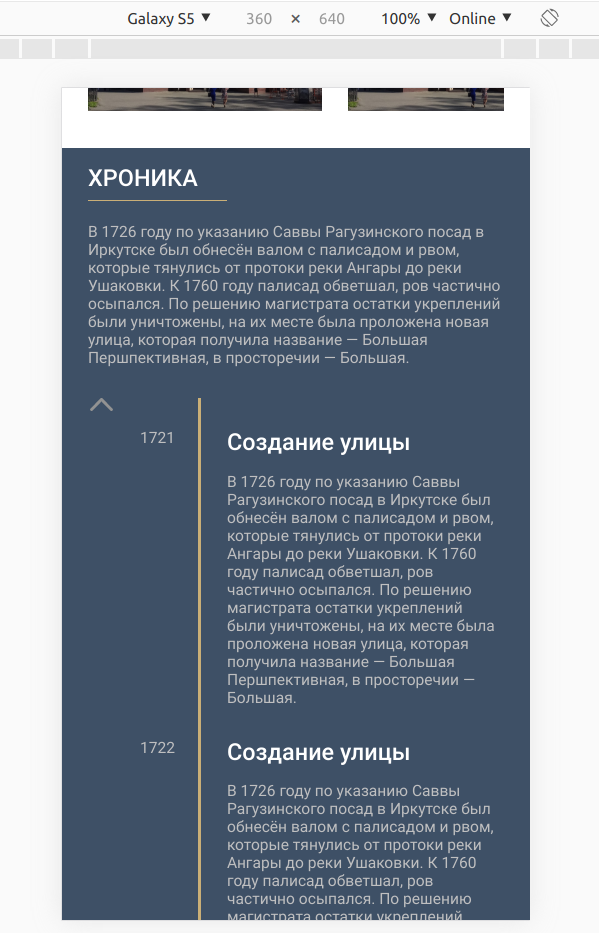 Galaxy S5 ▼ 360 × 640 100% ▼ Online ▼
ХРОНИКА
В 1726 году по указанию Саввы Рагузинского посад в
Иркутске был обнесён валом с палисадом и рвом,
которые тянулись от протоки реки Ангары до реки
Ушаковки. К 1760 году палисад обветшал, ров частично
осыпался. По решению магистрата остатки укреплений
были уничтожены, на их месте была проложена новая
улица, которая получила название — Большая
Першпективная, в просторечии — Большая.
1721
Создание улицы
В 1726 году по указанию Саввы
Рагузинского посад в Иркутске был
обнесён валом с палисадом и рвом,
которые тянулись от протоки реки
Ангары до реки Ушаковки. К 1760
году палисад обветшал, ров
частично осыпался. По решению
магистрата остатки укреплений
были уничтожены, на их месте была
проложена новая улица, которая
получила название — Большая
Першпективная, в просторечии —
Большая.
1722
Создание улицы
В 1726 году по указанию Саввы
Рагузинского посад в Иркутске был
обнесён валом с палисадом и рвом,
которые тянулись от протоки реки
Ангары до реки Ушаковки. К 1760
году палисад обветшал, ров
частично осыпался. По решению
магистрата остатки укреплений